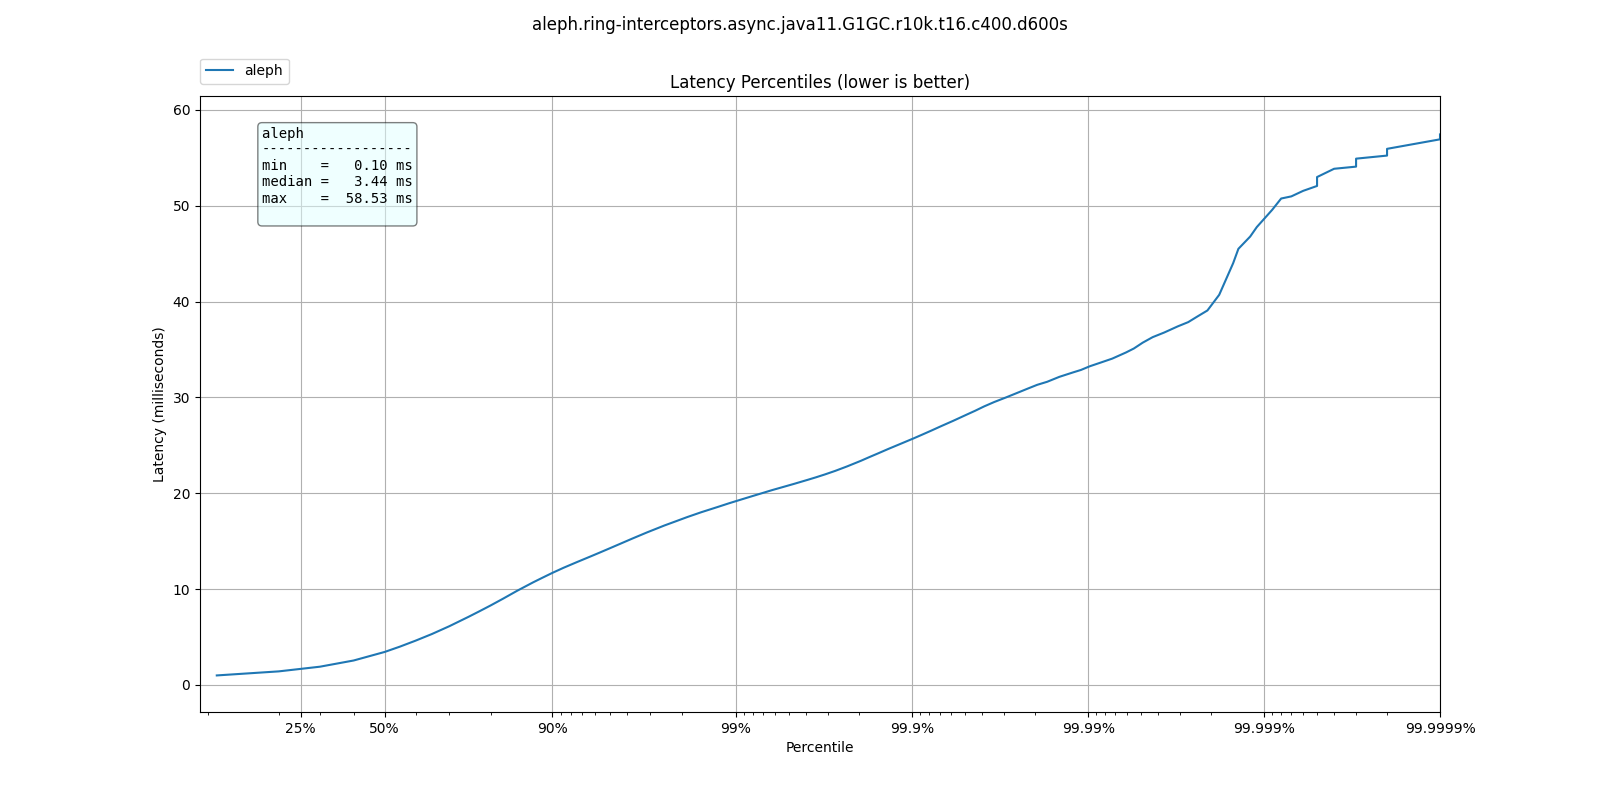 aleph.ring-interceptors.async.java11.G1GC.r10k.t16.c400.d600s
aleph
Latency Percentiles (lower is better)
60
50
40
30
20
10
0
Latency (milliseconds)
aleph
------------------
min    =   0.10 ms
median =   3.44 ms
max    =  58.53 ms
25% 50% 90% 99% 99.9% 99.99% 99.999% 99.9999%
Percentile